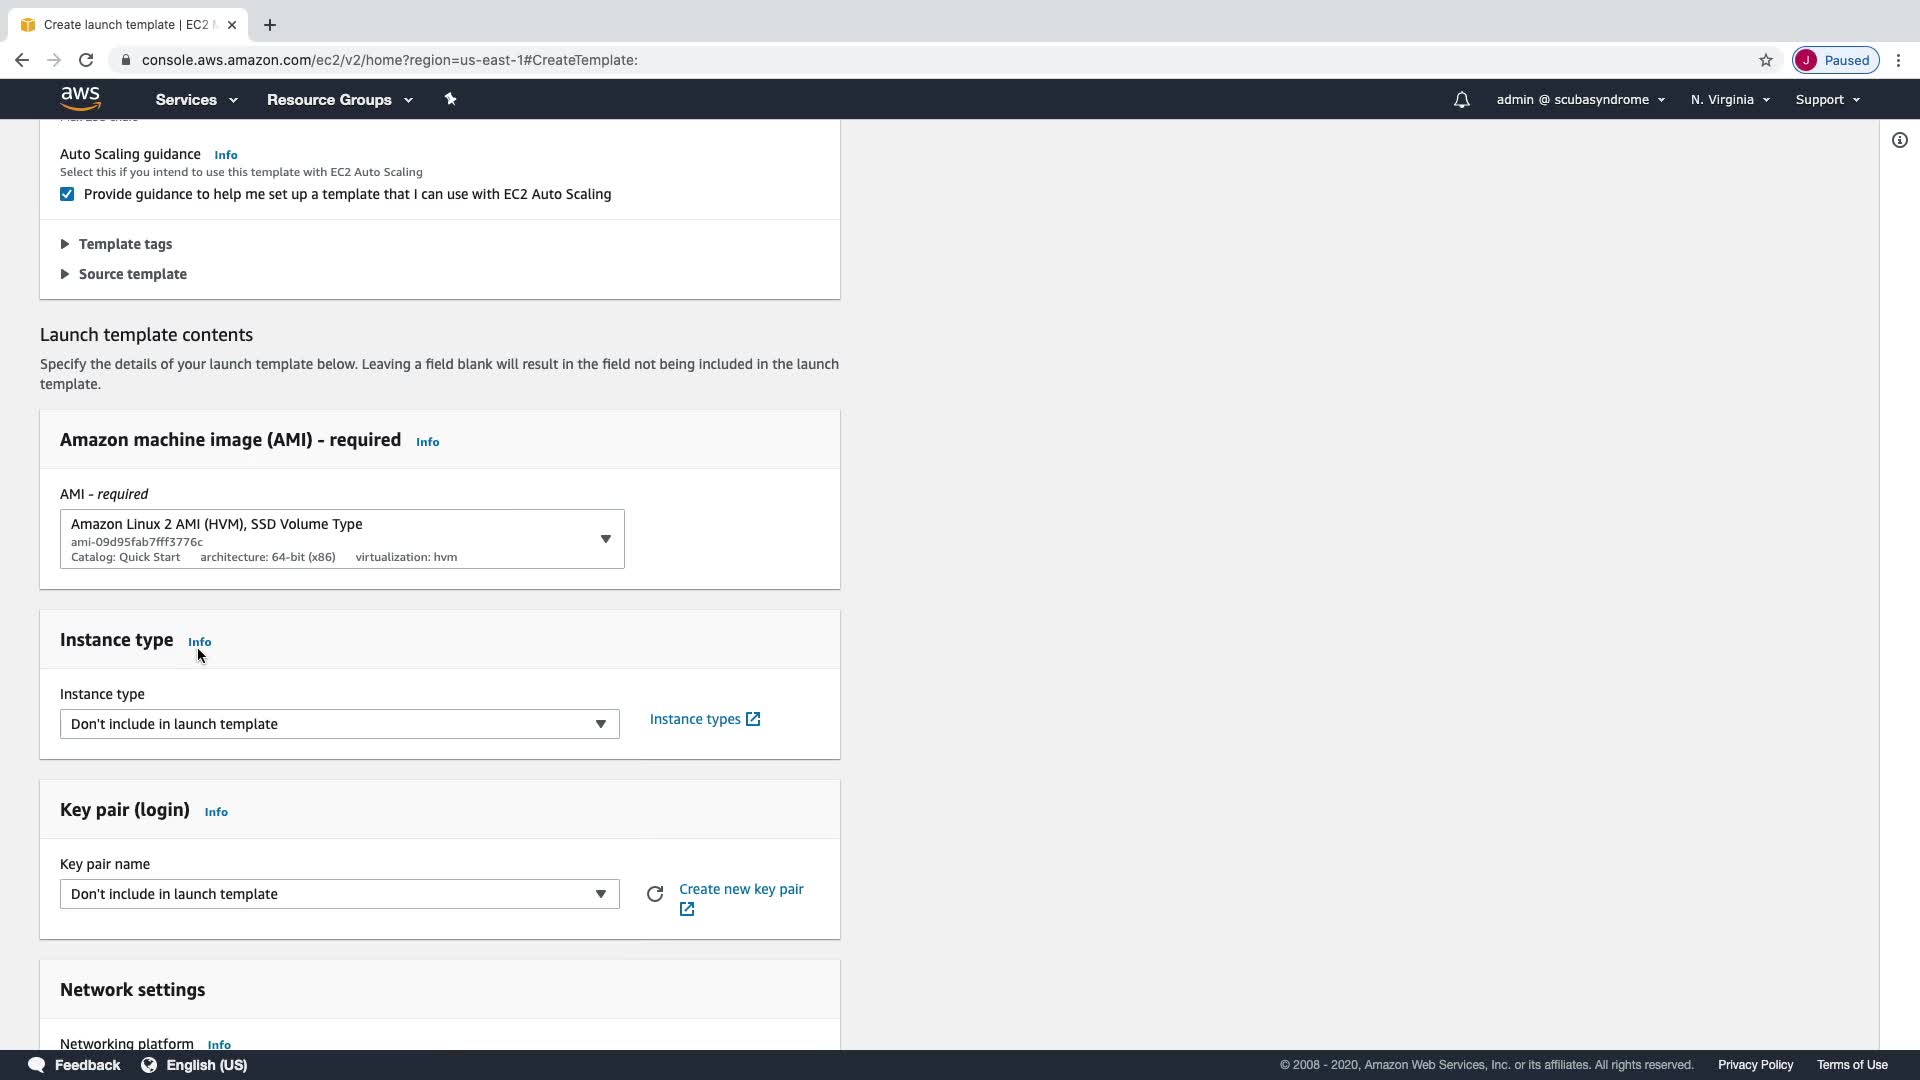 Create launch template | EC2 M
console.aws.amazon.com/ec2/v2/home?region=us-east-1#CreateTemplate:
J Paused
aws Services Resource Groups admin @ scubasyndrome N. Virginia Support
Auto Scaling guidance Info
Select this if you intend to use this template with EC2 Auto Scaling
Provide guidance to help me set up a template that I can use with EC2 Auto Scaling
Template tags
Source template
Launch template contents
Specify the details of your launch template below. Leaving a field blank will result in the field not being included in the launch
template.
Amazon machine image (AMI) - required Info
AMI - required
Amazon Linux 2 AMI (HVM), SSD Volume Type
ami-09d95fab7fff3776c
Catalog: Quick Start architecture: 64-bit (x86) virtualization: hvm
Instance type Info
Instance type
Don't include in launch template
Instance types
Key pair (login) Info
Key pair name
Don't include in launch template
Create new key pair
Network settings
Networking platform Info
Feedback English (US)
© 2008 - 2020, Amazon Web Services, Inc. or its affiliates. All rights reserved. Privacy Policy Terms of Use